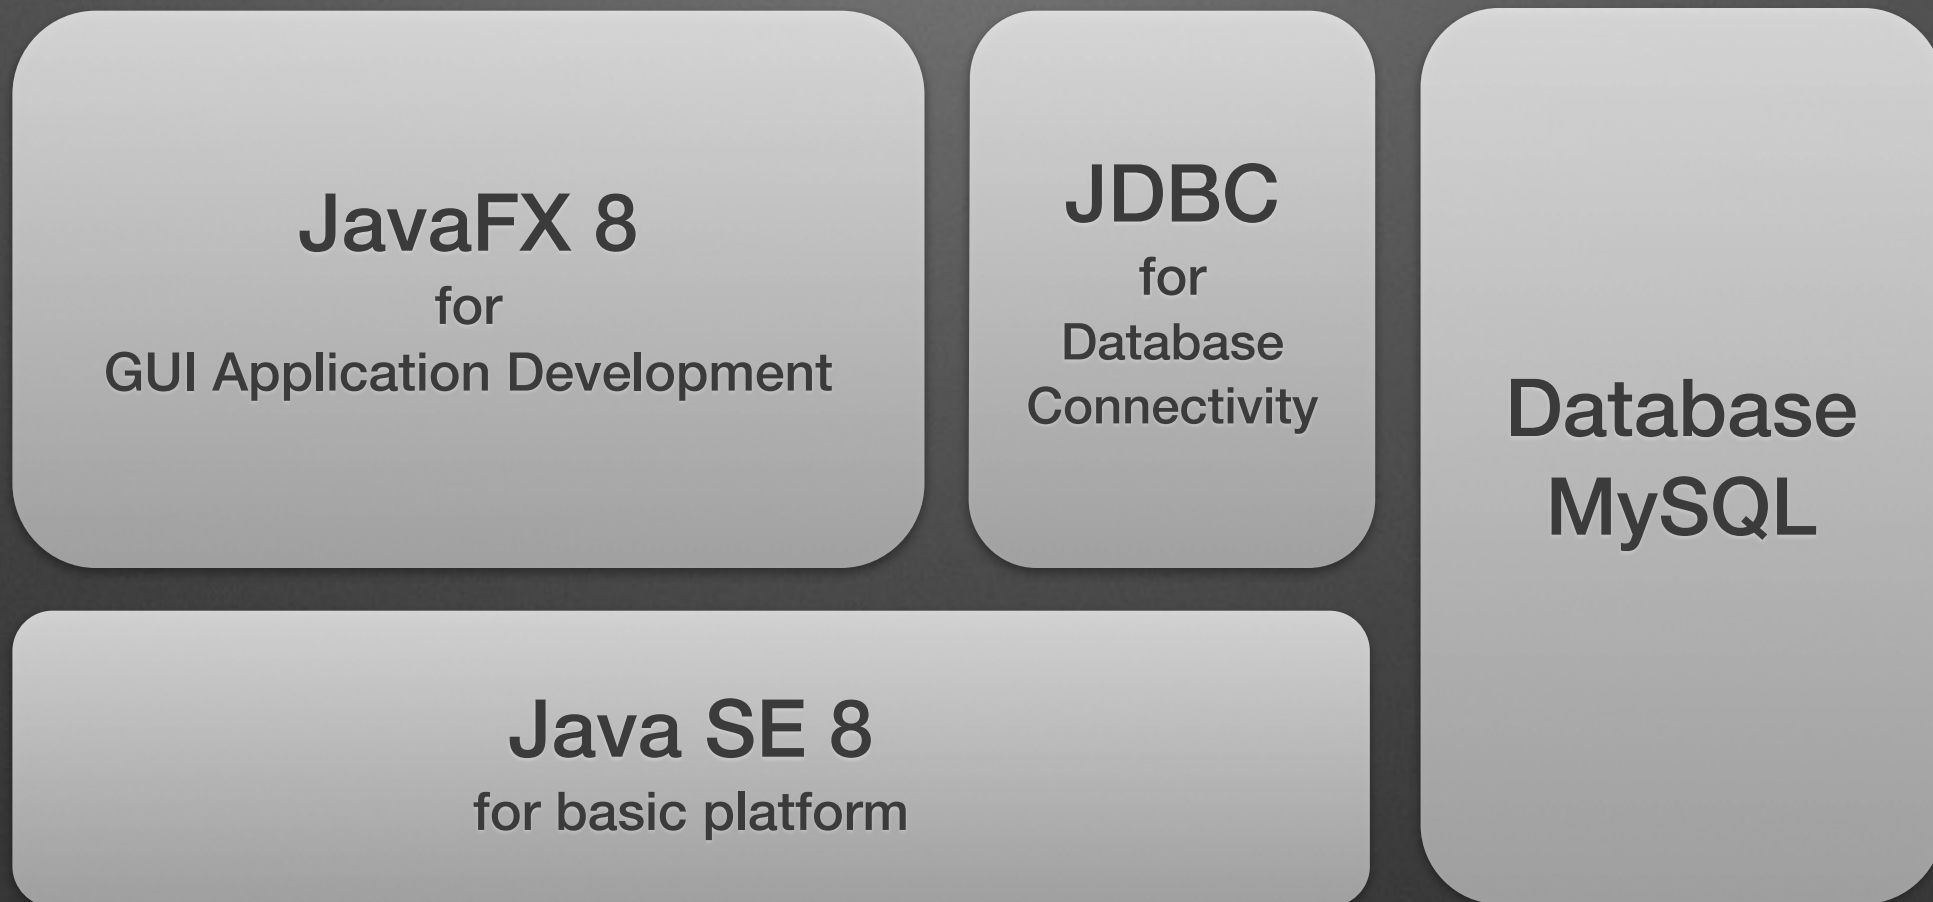 JavaFX 8
for
GUI Application Development
JDBC
for
Database
Connectivity
Database
MySQL
Java SE 8
for basic platform